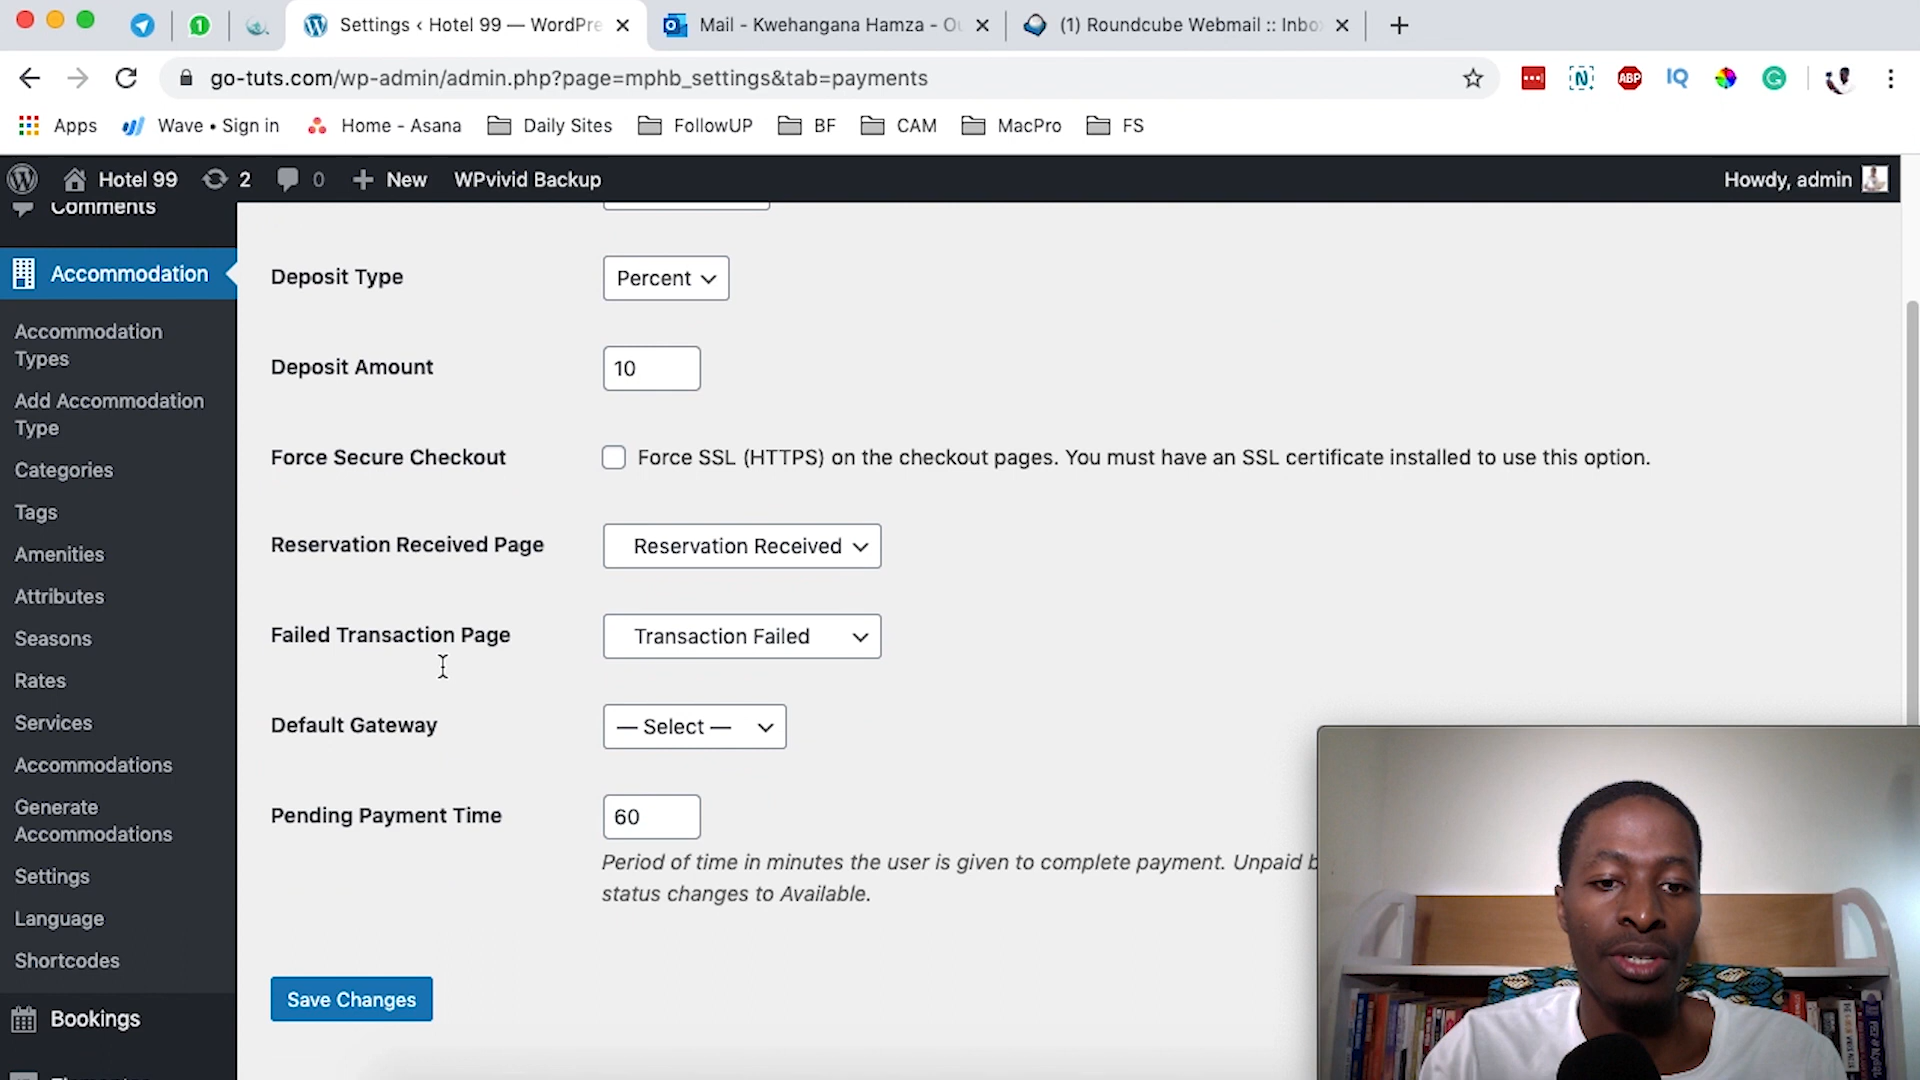 Settings ‹ Hotel 99 — WordPre
Mail - Kwehangana Hamza - Ou
(1) Roundcube Webmail :: Inbo
go-tuts.com/wp-admin/admin.php?page=mphb_settings&tab=payments
ABP
IQ
Apps
Wave • Sign in
Home - Asana
Daily Sites
FollowUP
BF
CAM
MacPro
FS
Hotel 99
2
0
New
WPvivid Backup
Howdy, admin
Comments
Accommodation
Accommodation
Types
Add Accommodation
Type
Categories
Tags
Amenities
Attributes
Seasons
Rates
Services
Accommodations
Generate
Accommodations
Settings
Language
Shortcodes
Bookings
Deposit Type
Percent
Deposit Amount
10
Force Secure Checkout
Force SSL (HTTPS) on the checkout pages. You must have an SSL certificate installed to use this option.
Reservation Received Page
Reservation Received
Failed Transaction Page
Transaction Failed
Default Gateway
— Select —
Pending Payment Time
60
Period of time in minutes the user is given to complete payment. Unpaid b
status changes to Available.
Save Changes